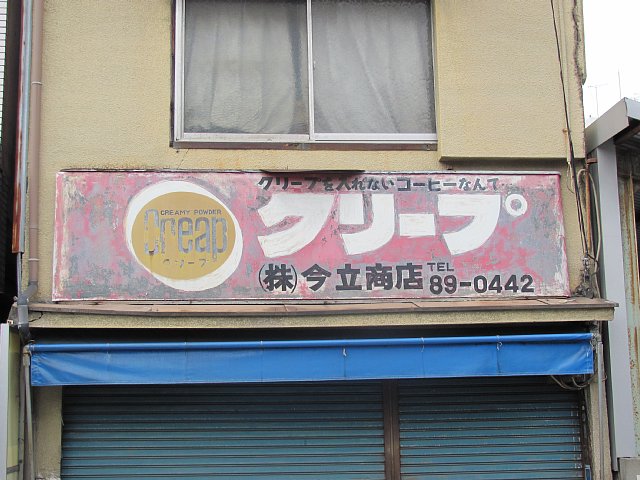 クリープを入れないコーヒーなんて
CREAMY POWDER
Creap
クリープ
クリープ
(株)今立商店 TEL 89-0442